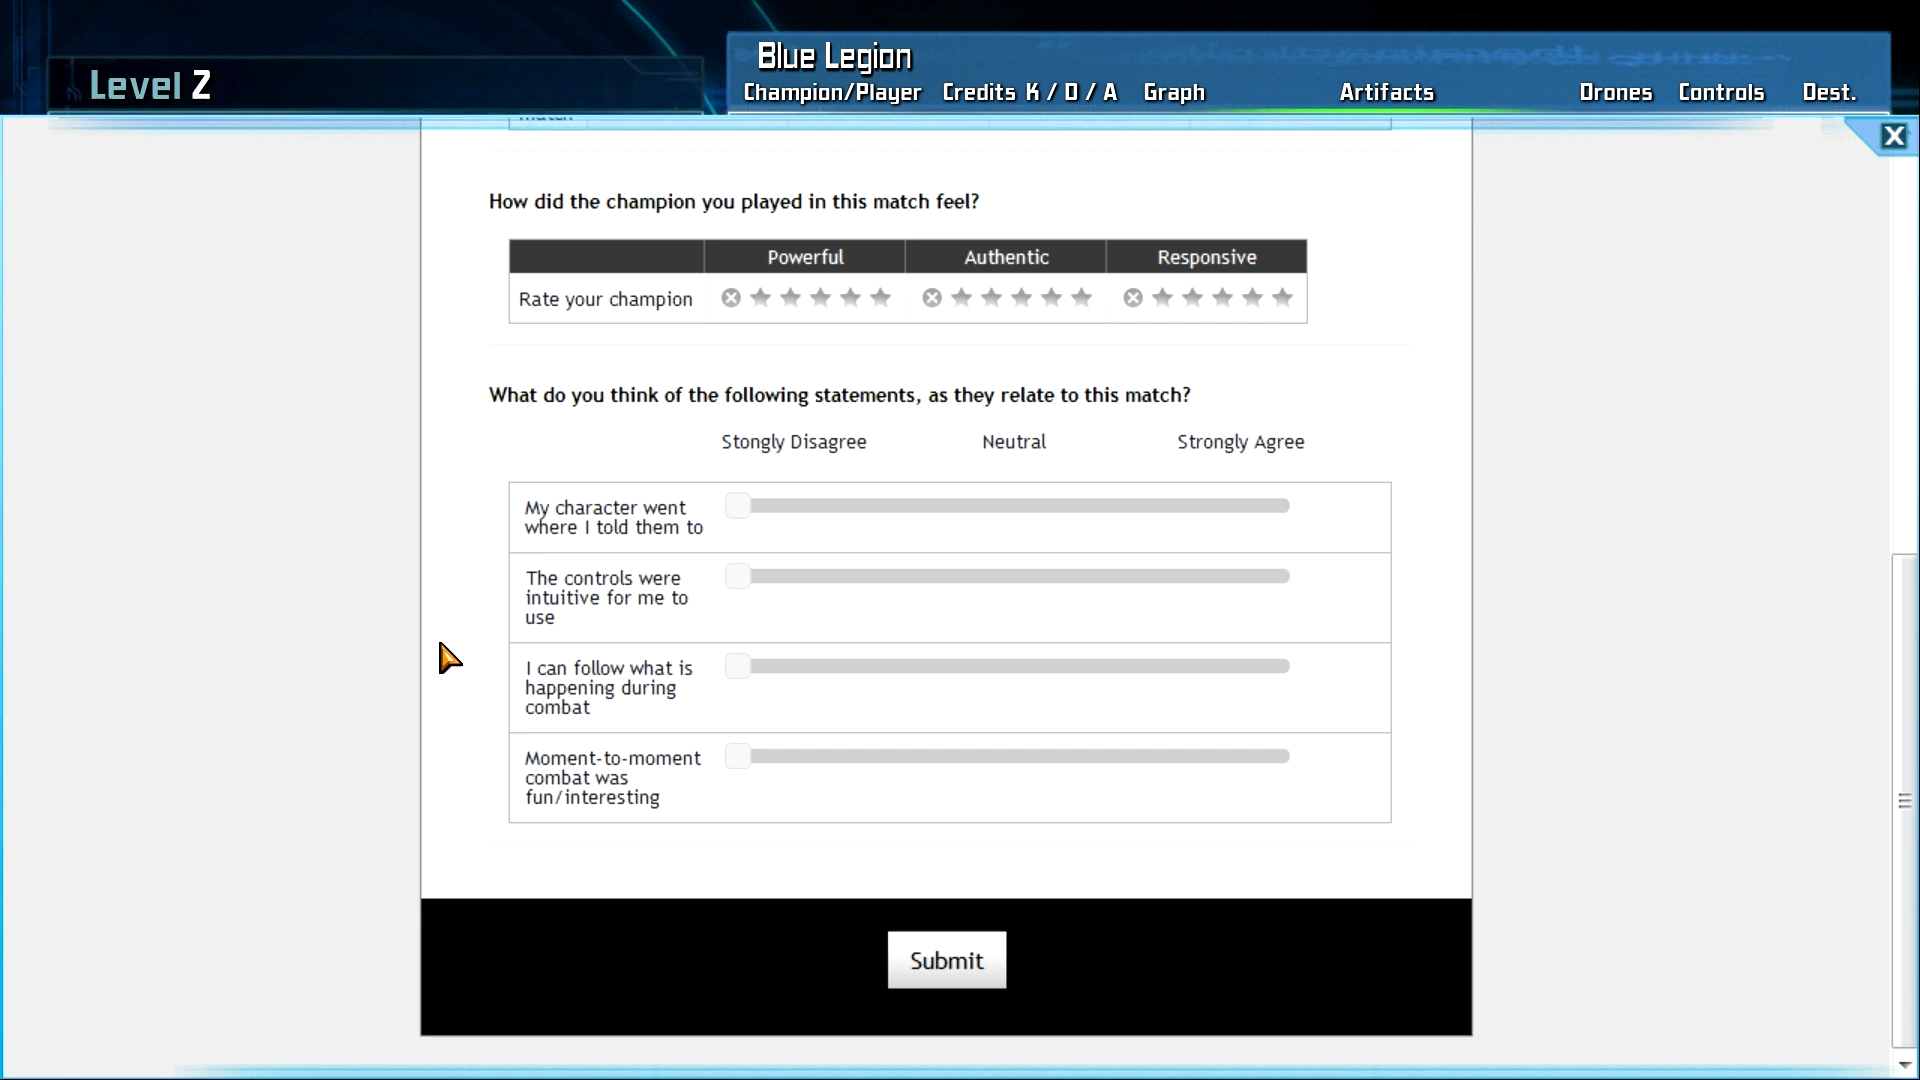 Level 2
Blue Legion
Champion/Player Credits K / D / A Graph Artifacts Drones Controls Dest.
X
How did the champion you played in this match feel?
Powerful Authentic Responsive
Rate your champion
What do you think of the following statements, as they relate to this match?
Stongly Disagree Neutral Strongly Agree
My character went
where I told them to
The controls were
intuitive for me to
use
I can follow what is
happening during
combat
Moment-to-moment
combat was
fun/interesting
Submit